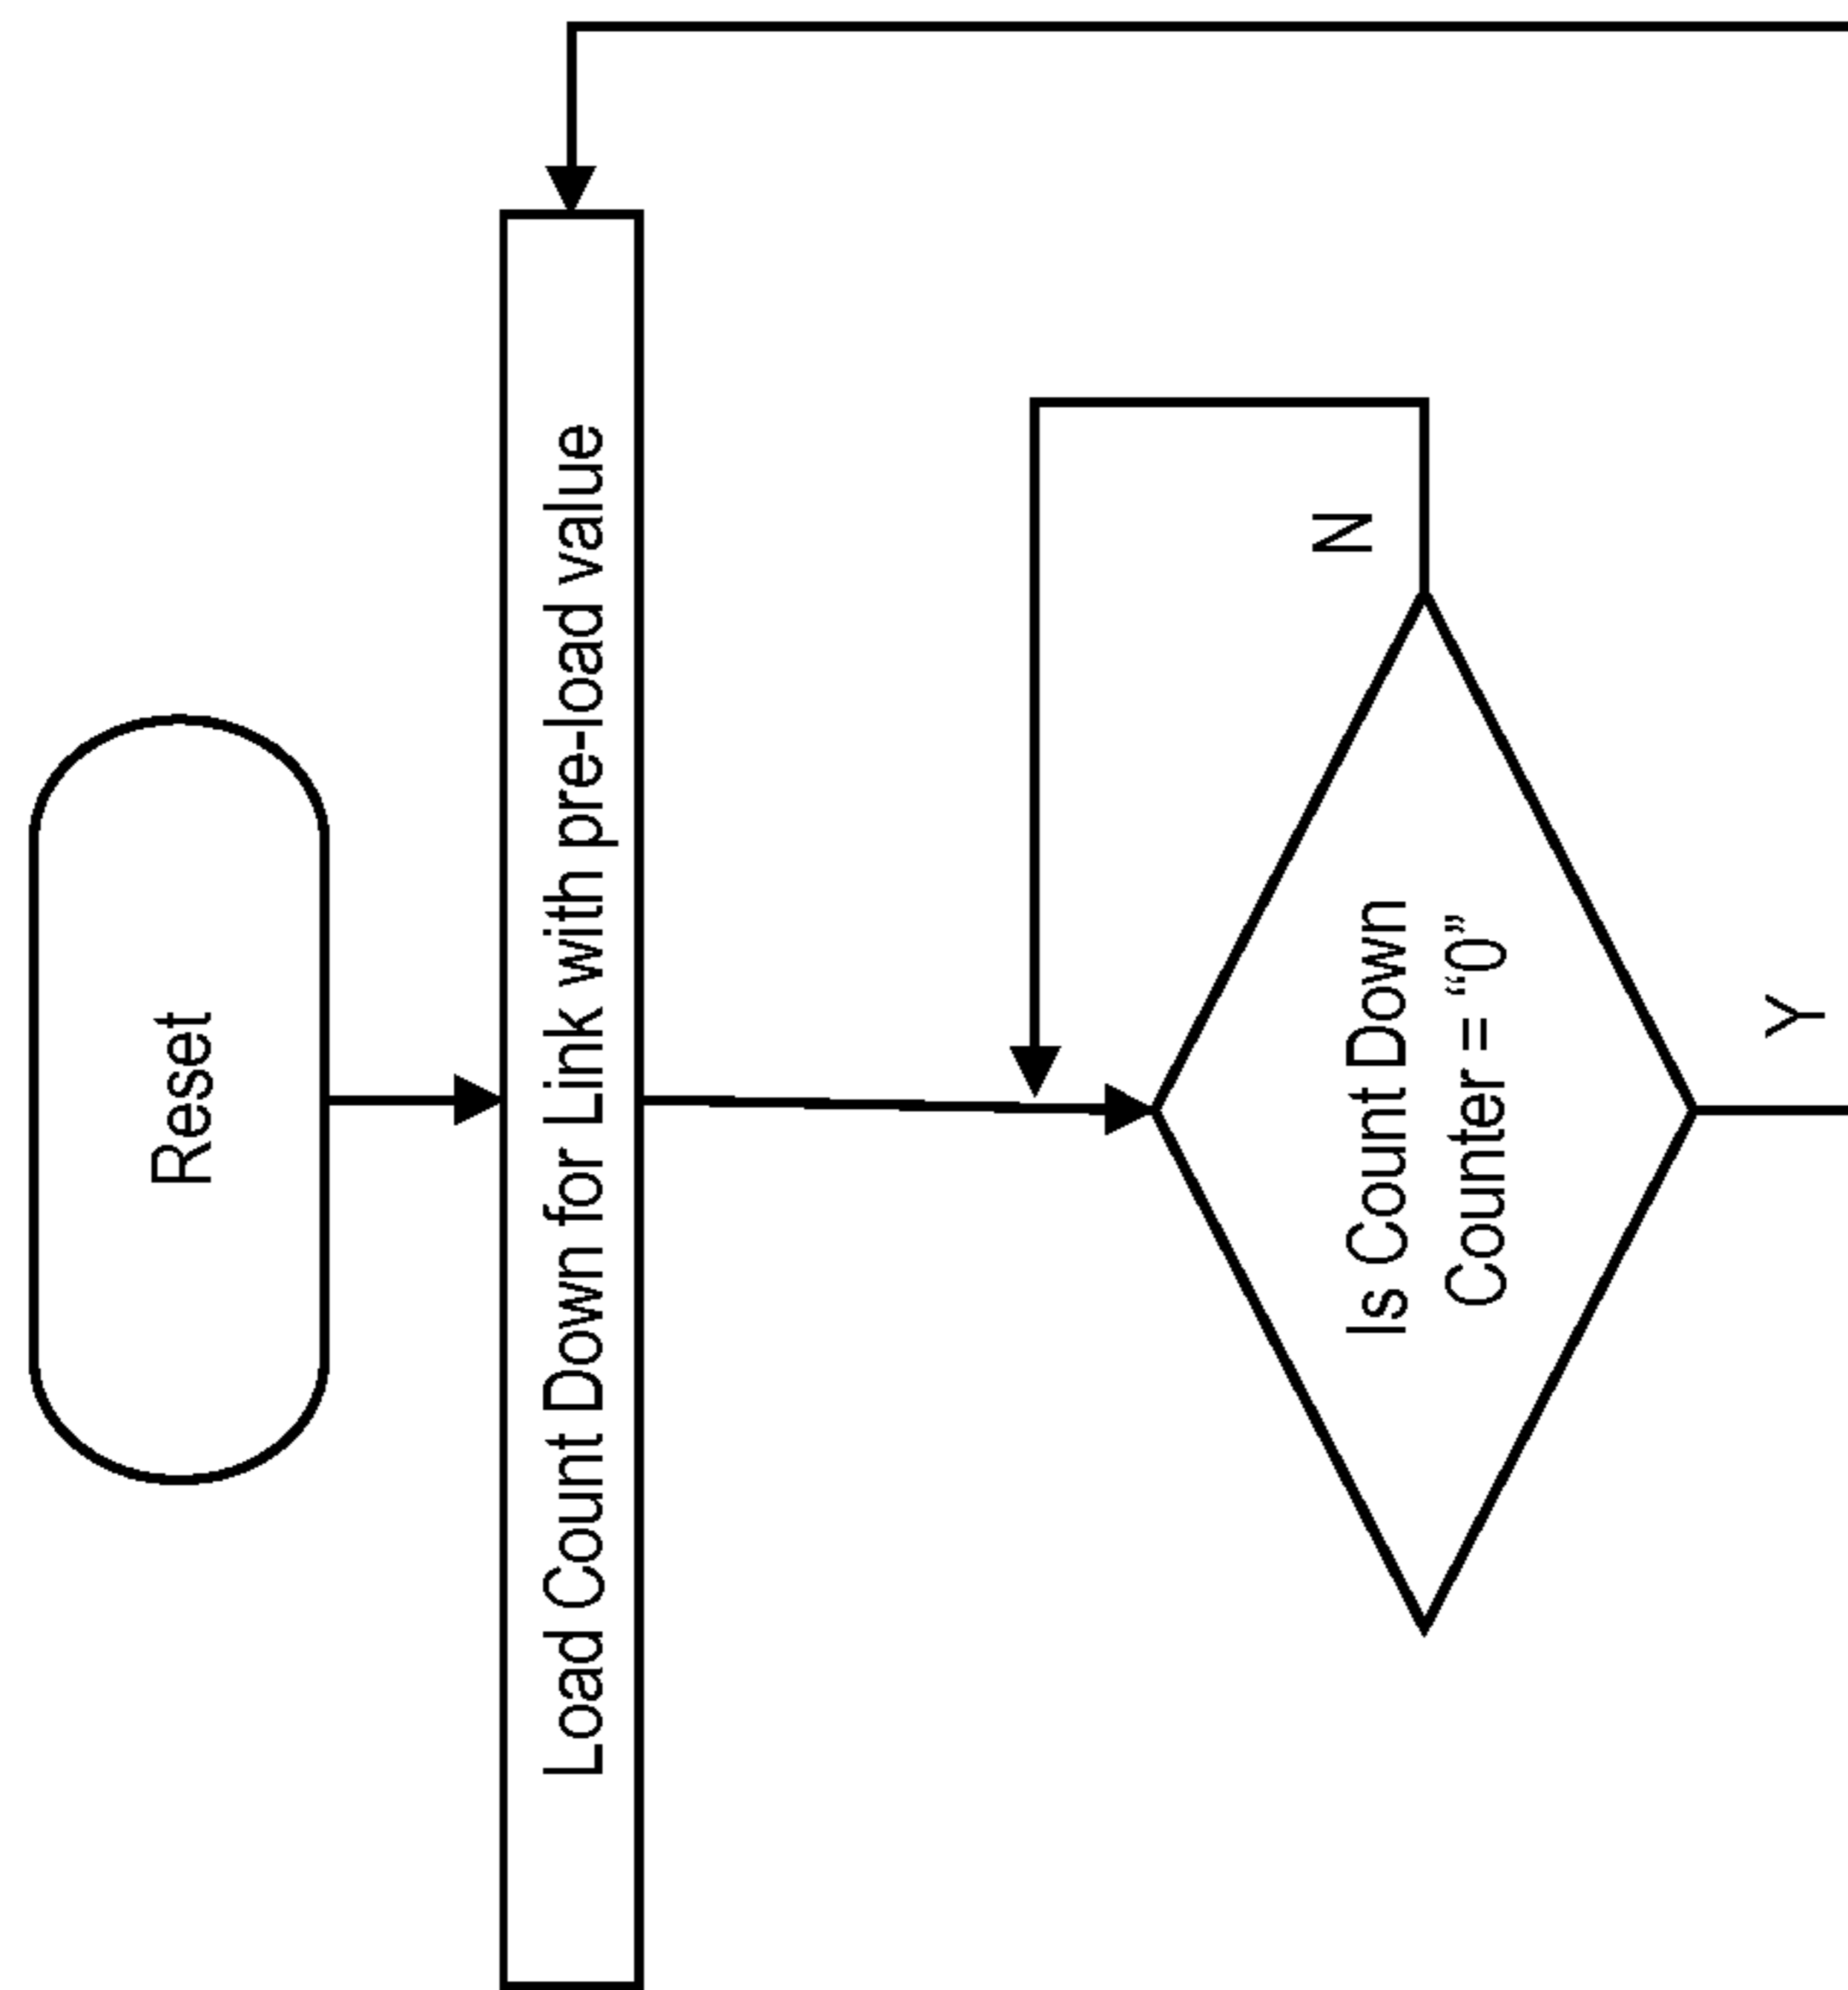 Reset
Load Count Down for Link with pre-load value
N
Is Count Down
Counter = “0”
Y